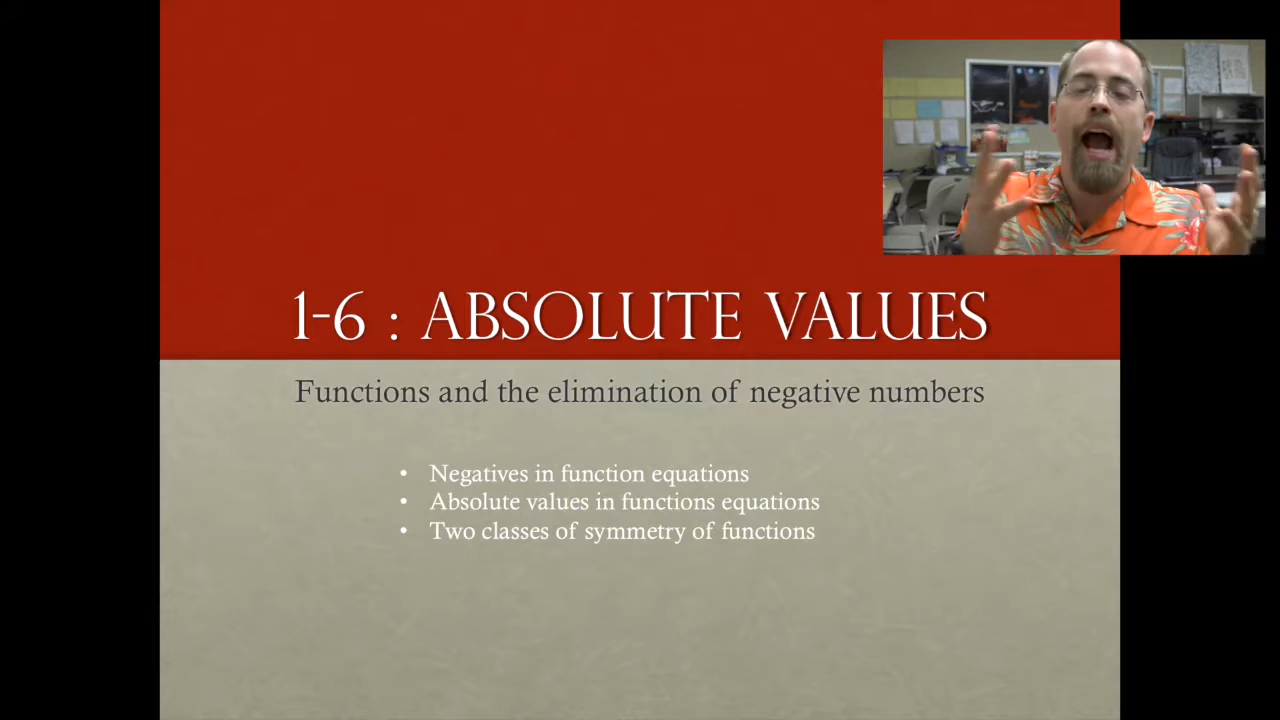 1-6 : ABSOLUTE VALUES
Functions and the elimination of negative numbers
• Negatives in function equations
• Absolute values in functions equations
• Two classes of symmetry of functions